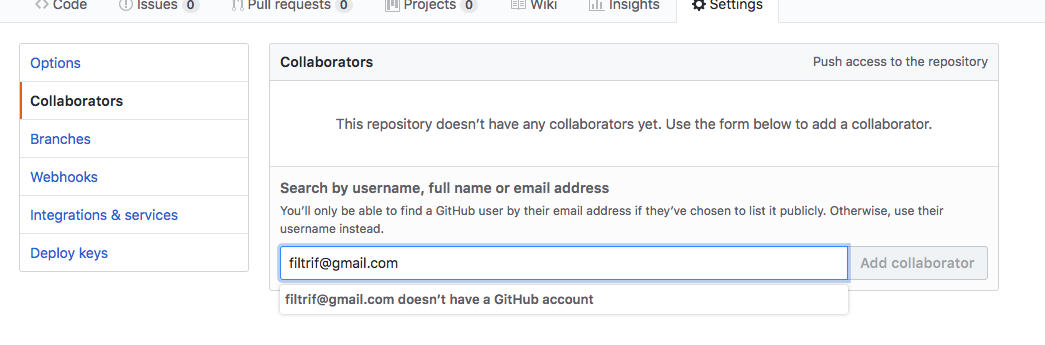 Code Issues 0 Pull requests 0 Projects 0 Wiki Insights Settings
Options
Collaborators
Branches
Webhooks
Integrations & services
Deploy keys
Collaborators Push access to the repository
This repository doesn’t have any collaborators yet. Use the form below to add a collaborator.
Search by username, full name or email address
You’ll only be able to find a GitHub user by their email address if they’ve chosen to list it publicly. Otherwise, use their
username instead.
filtrif@gmail.com Add collaborator
filtrif@gmail.com doesn’t have a GitHub account